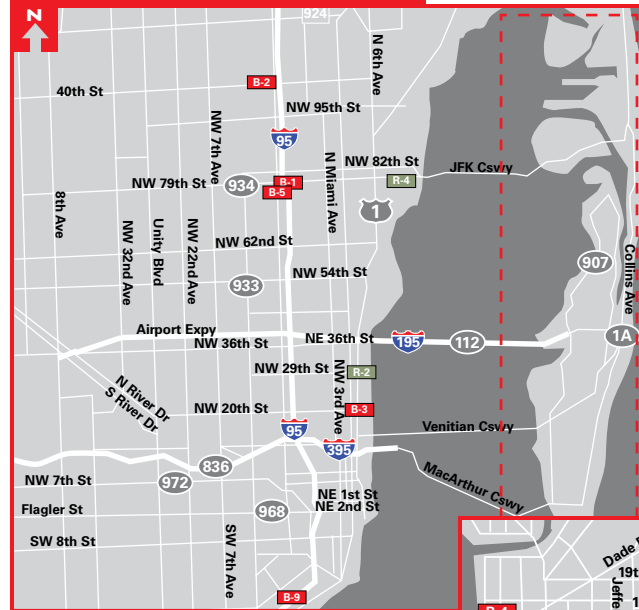 N
924
N 6th Ave
40th St
B-2
NW 95th St
NW 7th Ave
95
N Miami Ave
NW 82th St
JFK Cswy
NW 79th St
934
B-1
B-5
R-4
8th Ave
1
NW 32nd Ave
Unity Blvd
NW 22nd Ave
NW 62nd St
907
Collins Ave
NW 54th St
933
Airport Expy
NW 36th St
NE 36th St
195
112
1A
NW 29th St
R-2
N River Dr
S River Dr
NW 3rd Ave
NW 20th St
B-3
95
Venitian Cswy
395
836
972
NW 7th St
MacArthur Cswy
Flagler St
968
NE 1st St
NE 2nd St
SW 8th St
SW 7th Ave
B-9
Dade
19t
Jeffe
1
B-4